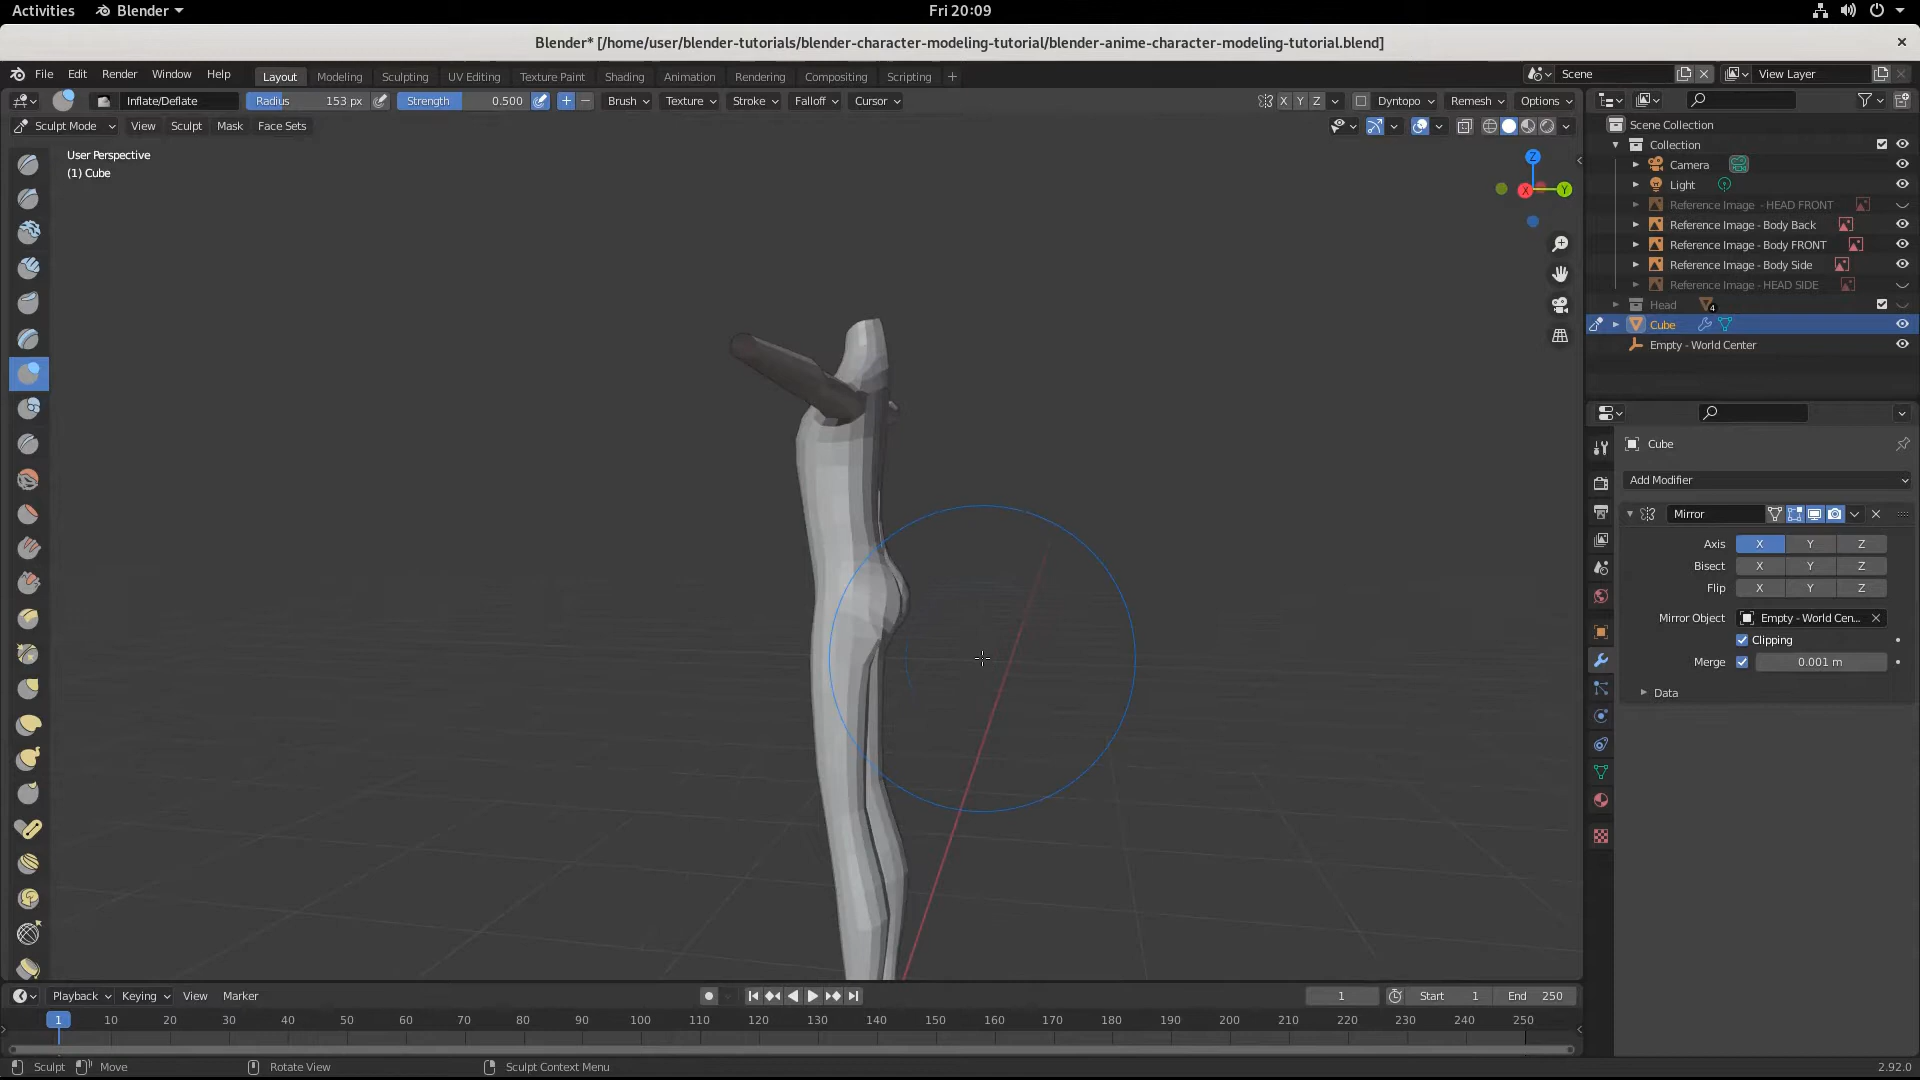 Activities Blender Fri 20:09
Blender* [/home/user/blender-tutorials/blender-character-modeling-tutorial/blender-anime-character-modeling-tutorial.blend]
File Edit Render Window Help Layout Modeling Sculpting UV Editing Texture Paint Shading Animation Rendering Compositing Scripting + Scene View Layer
Inflate/Deflate Radius 153 px Strength 0.500 Brush Texture Stroke Falloff Cursor X Y Z Dyntopo Remesh Options
Sculpt Mode View Sculpt Mask Face Sets
User Perspective
(1) Cube
Z
X
Y
Scene Collection
Collection
Camera
Light
Reference Image - HEAD FRONT
Reference Image - Body Back
Reference Image - Body FRONT
Reference Image - Body Side
Reference Image - HEAD SIDE
Head 4
Cube
Empty - World Center
Cube
Add Modifier
Mirror
Axis X Y Z
Bisect X Y Z
Flip X Y Z
Mirror Object Empty - World Cen...
Clipping
Merge 0.001 m
Data
Playback Keying View Marker 1 Start 1 End 250
1 10 20 30 40 50 60 70 80 90 100 110 120 130 140 150 160 170 180 190 200 210 220 230 240 250
Sculpt Move Rotate View Sculpt Context Menu 2.92.0